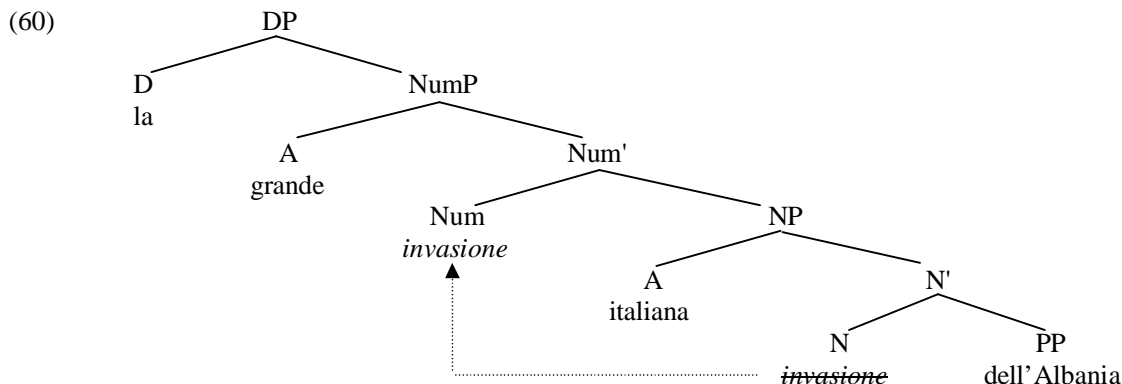 (60) DP
D NumP
la
A Num'
grande
Num NP
invasione
A N'
italiana
N PP
invasione dell’Albania